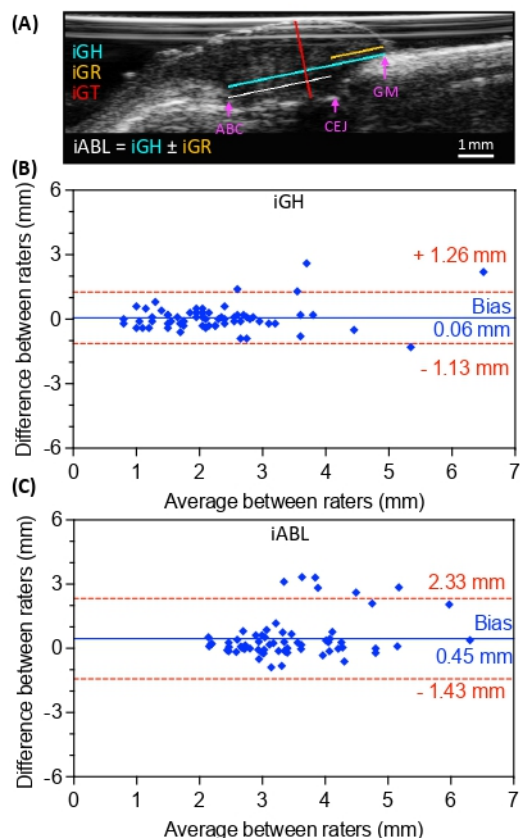 (A)
iGH
iGR
iGT
ABC
CEJ
GM
iABL = iGH ± iGR
1 mm
(B)
iGH
Difference between raters (mm)
6
3
0
-3
-6
+ 1.26 mm
Bias
0.06 mm
- 1.13 mm
0 1 2 3 4 5 6 7
Average between raters (mm)
(C)
iABL
Difference between raters (mm)
6
3
0
-3
-6
2.33 mm
Bias
0.45 mm
- 1.43 mm
0 1 2 3 4 5 6 7
Average between raters (mm)